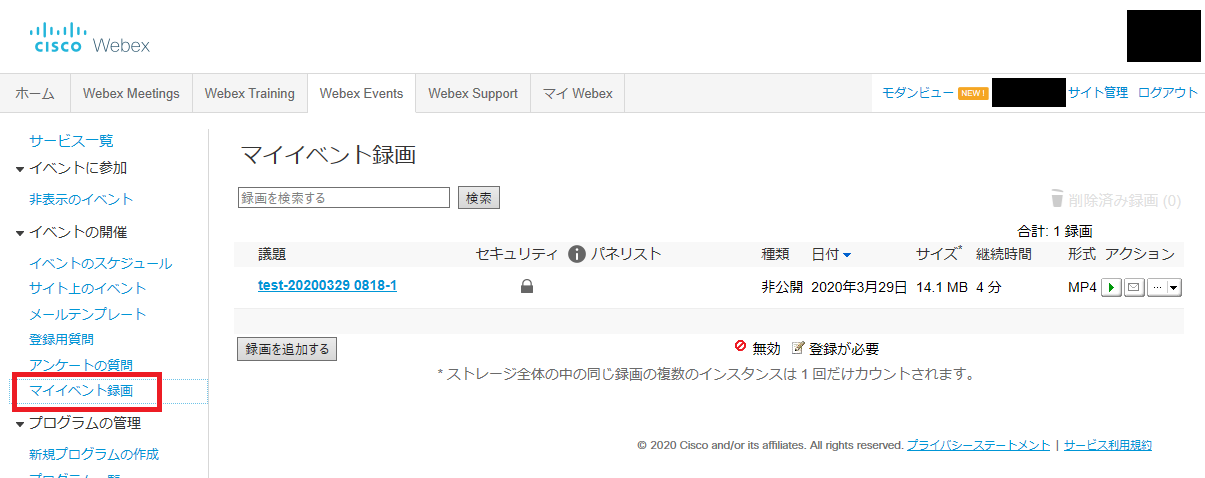 CISCO Webex
ホーム Webex Meetings Webex Training Webex Events Webex Support マイ Webex モダンビュー NEW! サイト管理 ログアウト
サービス一覧
イベントに参加
非表示のイベント
イベントの開催
イベントのスケジュール
サイト上のイベント
メールテンプレート
登録用質問
アンケートの質問
マイイベント録画
プログラムの管理
新規プログラムの作成
プログラム一覧
マイイベント録画
録画を検索する 検索
削除済み録画 (0)
合計: 1 録画
議題 セキュリティ i パネリスト 種類 日付 サイズ* 継続時間 形式 アクション
test-20200329 0818-1 非公開 2020年3月29日 14.1 MB 4 分 MP4 ...
録画を追加する 無効 登録が必要
* ストレージ全体の中の同じ録画の複数のインスタンスは 1 回だけカウントされます。
© 2020 Cisco and/or its affiliates. All rights reserved. プライバシーステートメント | サービス利用規約